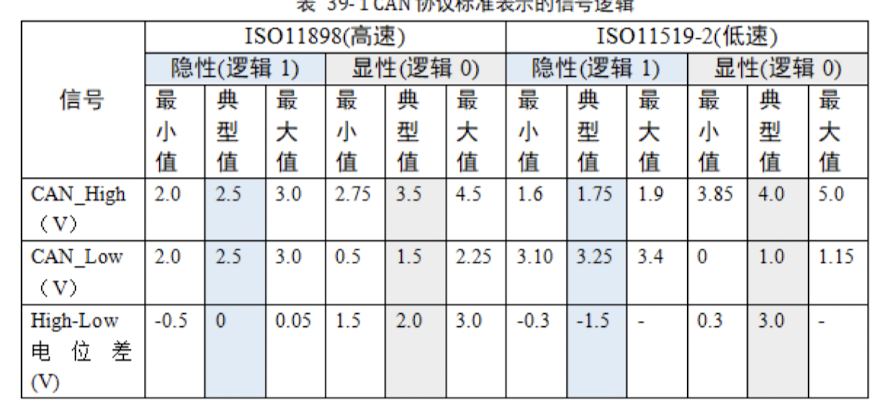 表 39-1 CAN 协议标准表示的信号逻辑
信号 ISO11898(高速) ISO11519-2(低速)
隐性(逻辑 1) 显性(逻辑 0) 隐性(逻辑 1) 显性(逻辑 0)
最小值 典型值 最大值 最小值 典型值 最大值 最小值 典型值 最大值 最小值 典型值 最大值
CAN_High（V） 2.0 2.5 3.0 2.75 3.5 4.5 1.6 1.75 1.9 3.85 4.0 5.0
CAN_Low（V） 2.0 2.5 3.0 0.5 1.5 2.25 3.10 3.25 3.4 0 1.0 1.15
High-Low 电位差(V) -0.5 0 0.05 1.5 2.0 3.0 -0.3 -1.5 - 0.3 3.0 -